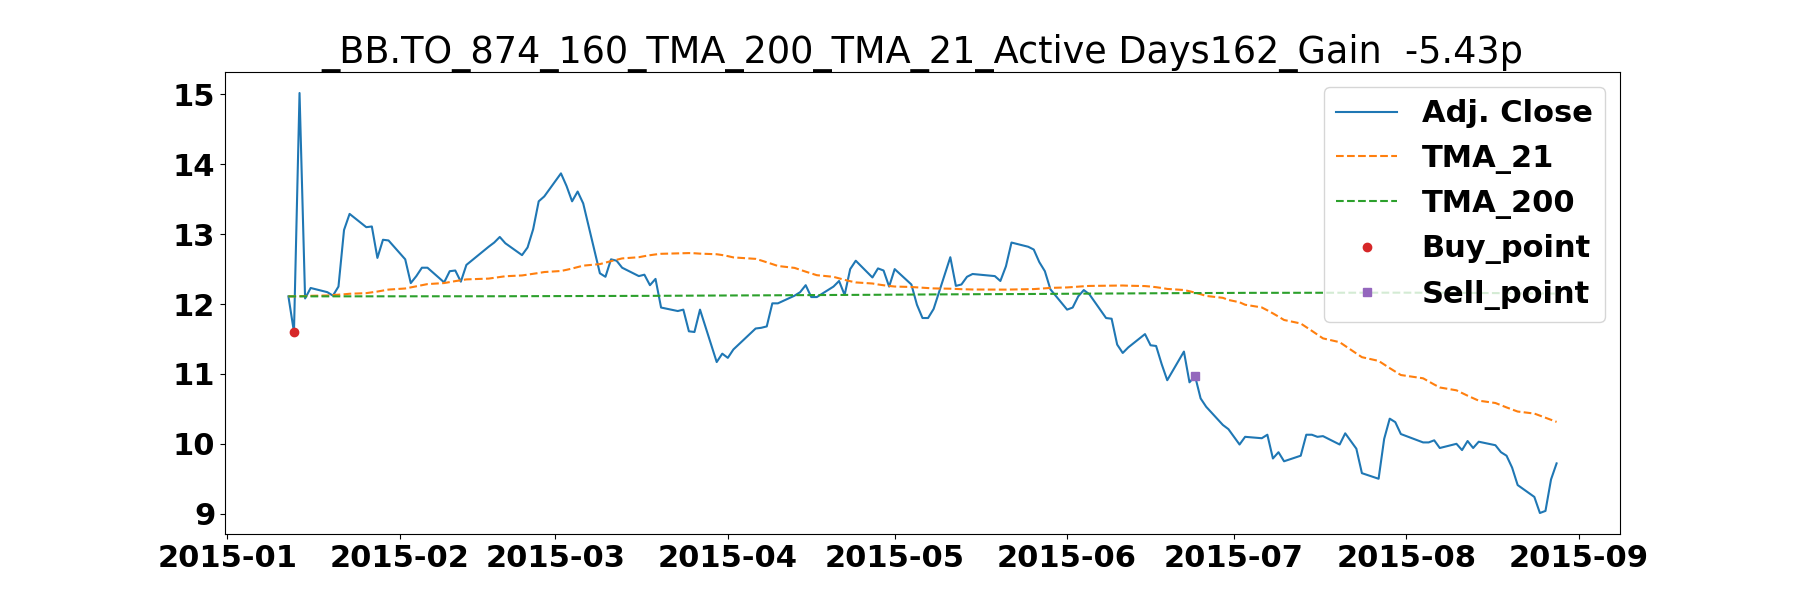 _BB.TO_874_160_TMA_200_TMA_21_Active Days162_Gain  -5.43p
15
14
13
12
11
10
9
Adj. Close
TMA_21
TMA_200
Buy_point
Sell_point
2015-01 2015-02 2015-03 2015-04 2015-05 2015-06 2015-07 2015-08 2015-09